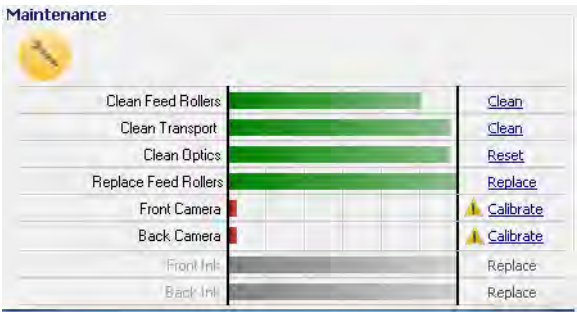 Maintenance
Clean Feed Rollers Clean
Clean Transport Clean
Clean Optics Reset
Replace Feed Rollers Replace
Front Camera Calibrate
Back Camera Calibrate
Front Ink Replace
Back Ink Replace